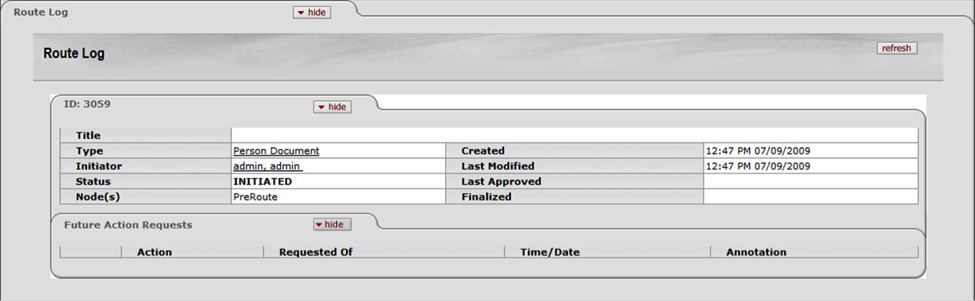 Route Log hide
Route Log refresh
ID: 3059 hide
Title
Type Person Document Created 12:47 PM 07/09/2009
Initiator admin, admin Last Modified 12:47 PM 07/09/2009
Status INITIATED Last Approved
Node(s) PreRoute Finalized
Future Action Requests hide
Action Requested Of Time/Date Annotation